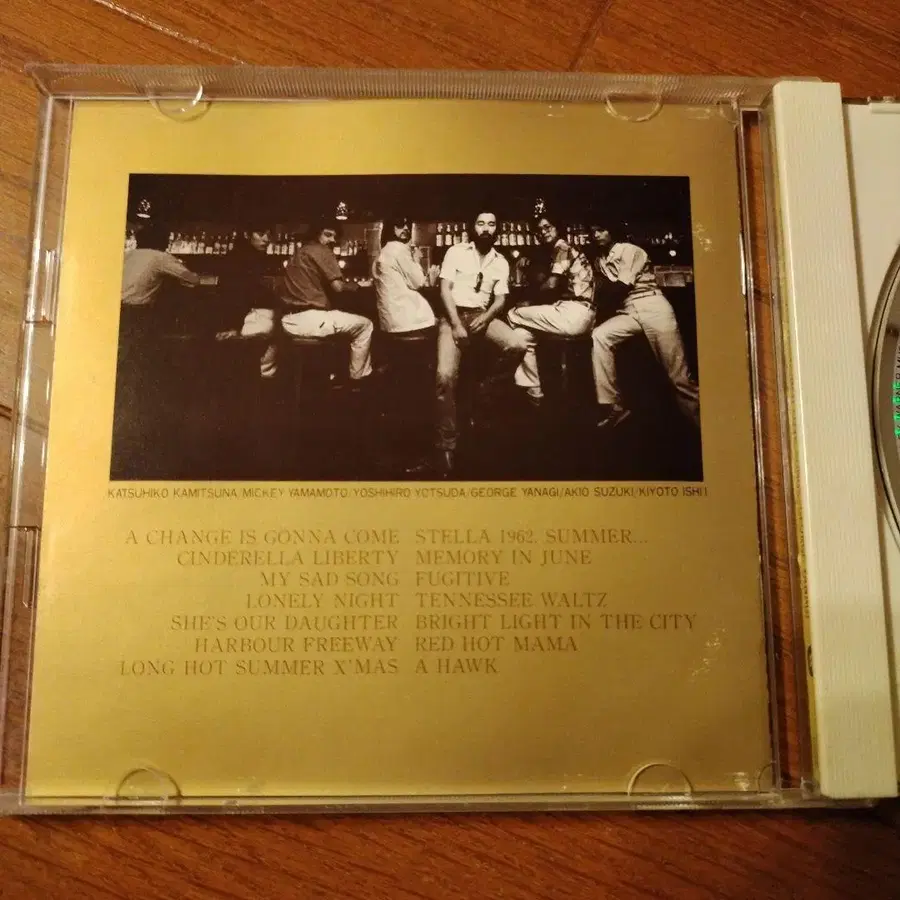 KATSUHIKO KAMITSUNA/MICKEY YAMAMOTO/YOSHIHIRO YOTSUDA/GEORGE YANAGI/AKIO SUZUKI/KIYOTO ISHII
A CHANGE IS GONNA COME
CINDERELLA LIBERTY
MY SAD SONG
LONELY NIGHT
SHE'S OUR DAUGHTER
HARBOUR FREEWAY
LONG HOT SUMMER X'MAS
STELLA 1962, SUMMER...
MEMORY IN JUNE
FUGITIVE
TENNESSEE WALTZ
BRIGHT LIGHT IN THE CITY
RED HOT MAMA
A HAWK